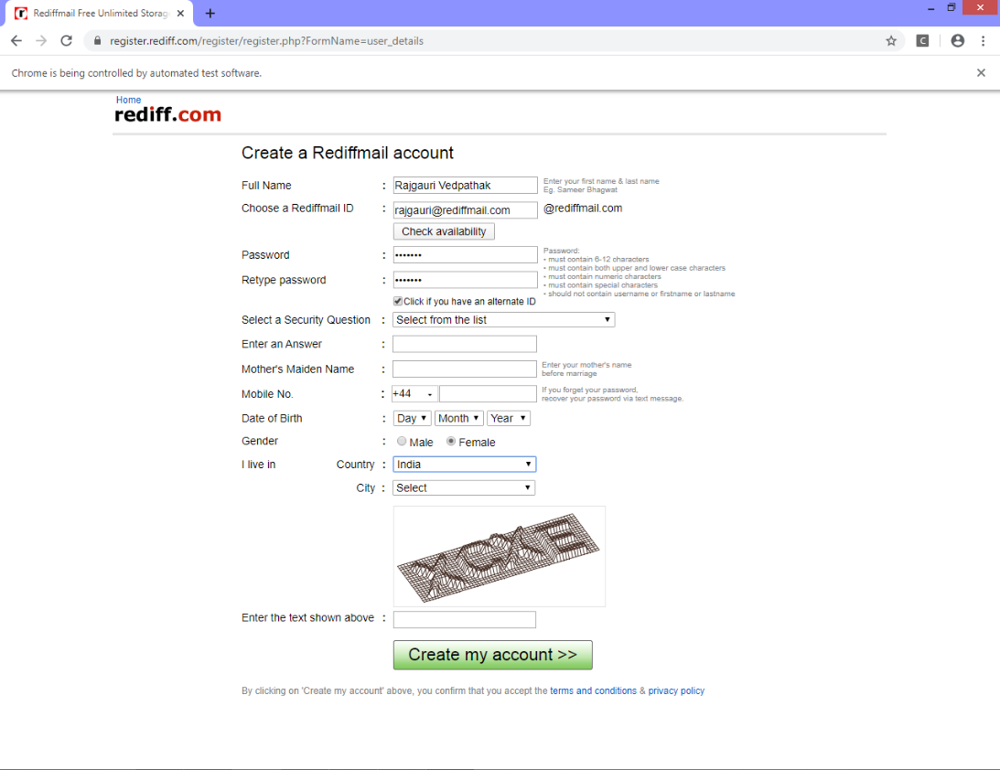 Rediffmail Free Unlimited Storag
register.rediff.com/register/register.php?FormName=user_details
C
Chrome is being controlled by automated test software.
Home
rediff.com
Create a Rediffmail account
Full Name : Rajgauri Vedpathak
Enter your first name & last name
Eg. Sameer Bhagwat
Choose a Rediffmail ID : rajgauri@rediffmail.com @rediffmail.com
Check availability
Password :
Password:
• must contain 6-12 characters
• must contain both upper and lower case characters
• must contain numeric characters
• must contain special characters
• should not contain username or firstname or lastname
Retype password :
Click if you have an alternate ID
Select a Security Question : Select from the list
Enter an Answer :
Mother's Maiden Name :
Enter your mother's name
before marriage
Mobile No. : +44
If you forget your password,
recover your password via text message.
Date of Birth : Day Month Year
Gender : Male Female
I live in Country : India
City : Select
Enter the text shown above :
Create my account >>
By clicking on 'Create my account' above, you confirm that you accept the terms and conditions & privacy policy